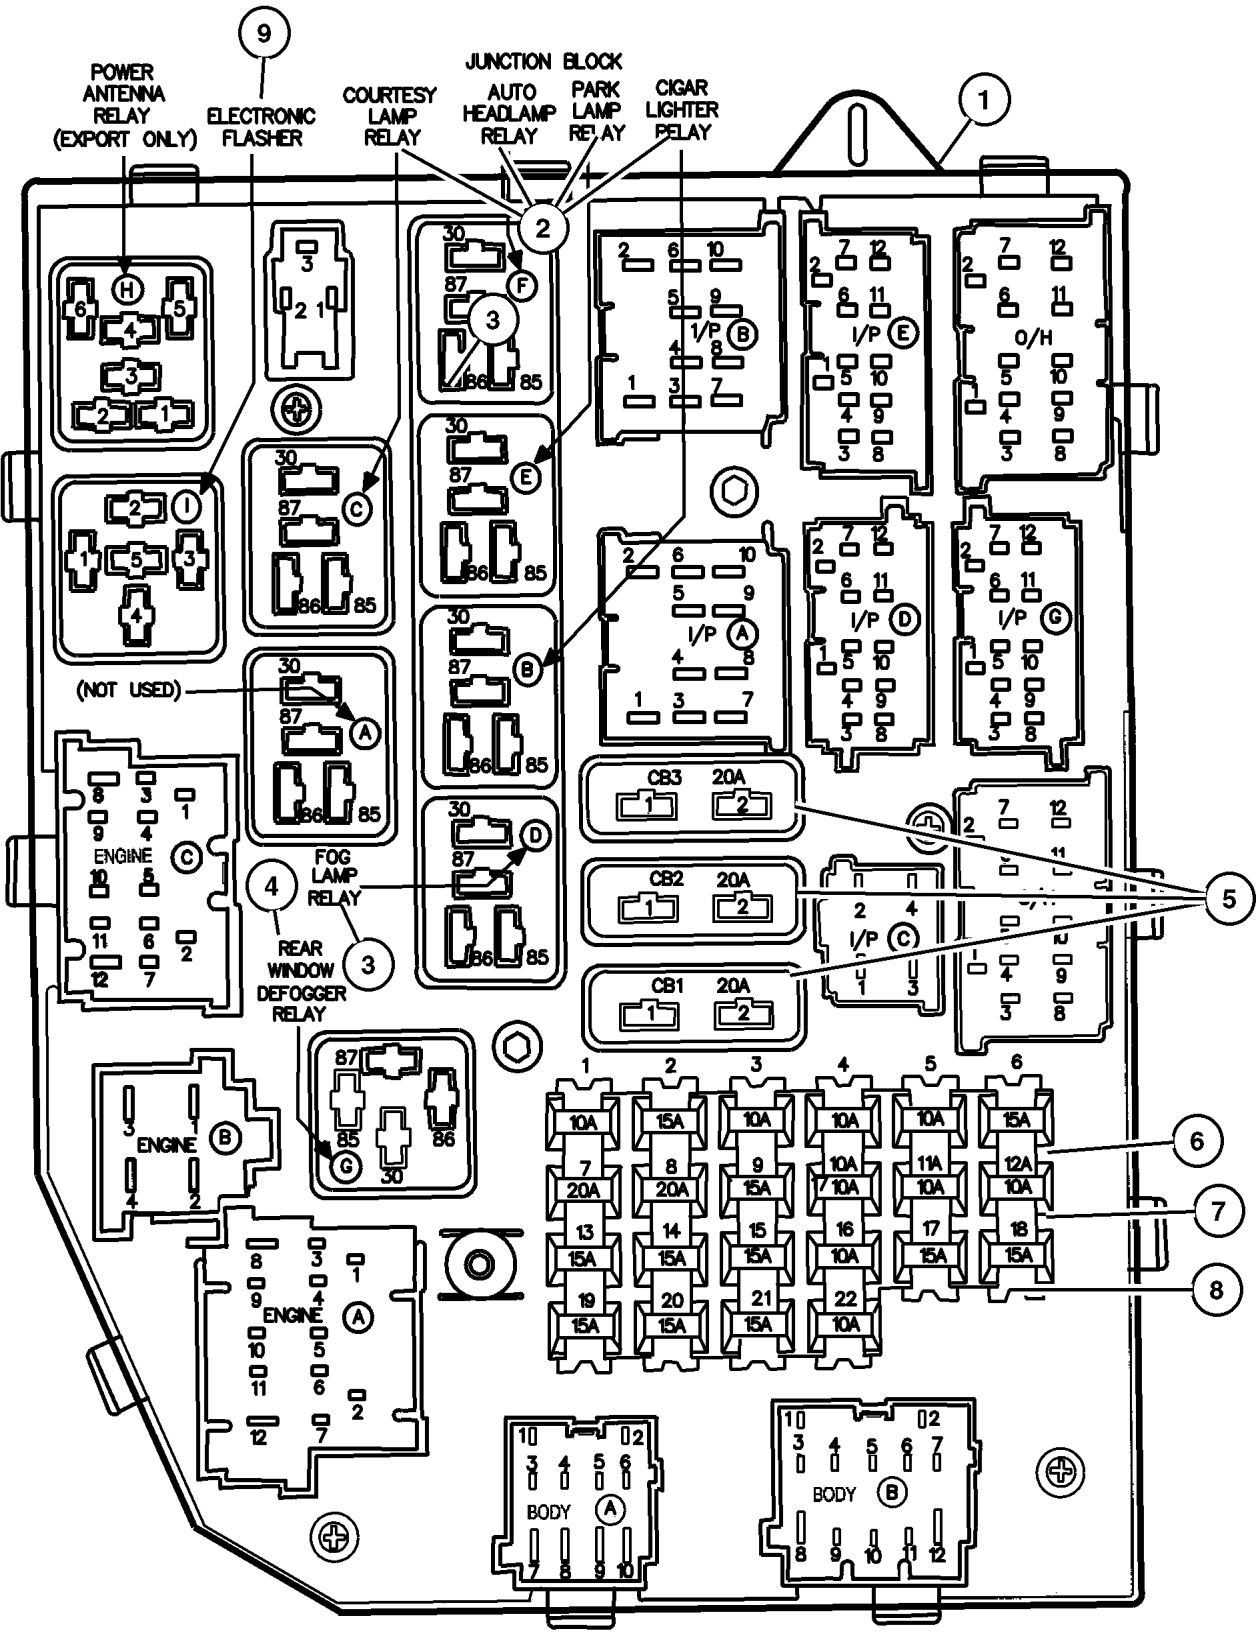 9
JUNCTION BLOCK
POWER
ANTENNA
RELAY
(EXPORT ONLY)
ELECTRONIC
FLASHER
COURTESY
LAMP
RELAY
AUTO
HEADLAMP
RELAY
PARK
LAMP
RELAY
CIGAR
LIGHTER
RELAY
1
2
H
6 5
4
3
2 1
3
2 1
30
F
87
3
86 85
2 6 10
5 9
I/P B
4 8
1 3 7
7 12
2
6 11
I/P E
1
5 10
4 9
3 8
7 12
2
6 11
O/H
5 10
1
4 9
3 8
2 I
1 5 3
4
30
87 C
86 85
30
87 E
86 85
2 6 10
5 9
I/P A
4 8
1 3 7
7 12
2
6 11
I/P D
1 5 10
4 9
3 8
7 12
2
6 11
I/P G
1 5 10
4 9
3 8
(NOT USED)
30
87 A
86 85
30
87 B
86 85
8 3 1
9 4
ENGINE C
10 5
11 6 2
12 7
FOG
LAMP
RELAY
4
3
REAR
WINDOW
DEFOGGER
RELAY
30
D
87
86 85
CB3 20A
1 2
CB2 20A
1 2
CB1 20A
1 2
2 4
I/P C
1 3
7 12
2
11
10
1 4 9
3 8
5
3 1
ENGINE B
4 2
87
85 86
G 30
1 2 3 4 5 6
10A 15A 10A 10A 10A 15A
7 8 9 10A 11A 12A
20A 20A 15A 10A 10A 10A
13 14 15 16 17 18
15A 15A 15A 10A 15A 15A
19 20 21 22
15A 15A 15A 10A
6
7
8
8 3 1
9 4
ENGINE A
10 5
11 6 2
12 7
1 2
3 4 5 6
BODY A
7 8 9 10
1 2
3 4 5 6 7
BODY B
8 9 10 11 12